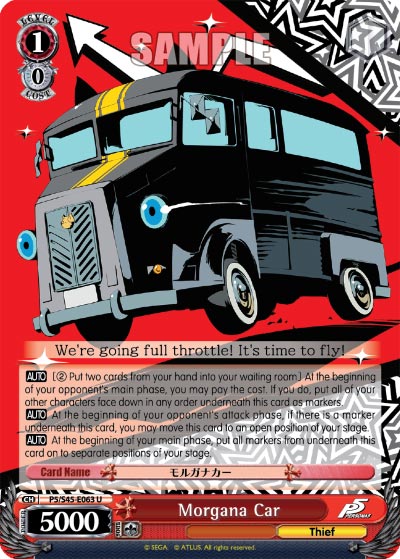 LEVEL
1
0
COST
SAMPLE
We're going full throttle! It's time to fly!
AUTO [② Put two cards from your hand into your waiting room] At the beginning
of your opponent's main phase, you may pay the cost. If you do, put all of your
other characters face down in any order underneath this card as markers.
AUTO At the beginning of your opponent's attack phase, if there is a marker
underneath this card, you may move this card to an open position of your stage.
AUTO At the beginning of your main phase, put all markers from underneath this
card on to separate positions of your stage.
Card Name モルガナカー
CH P5/S45-E063 U
POWER 5000 Morgana Car P5 PERSONA5
Thief
© SEGA. © ATLUS. All rights reserved.